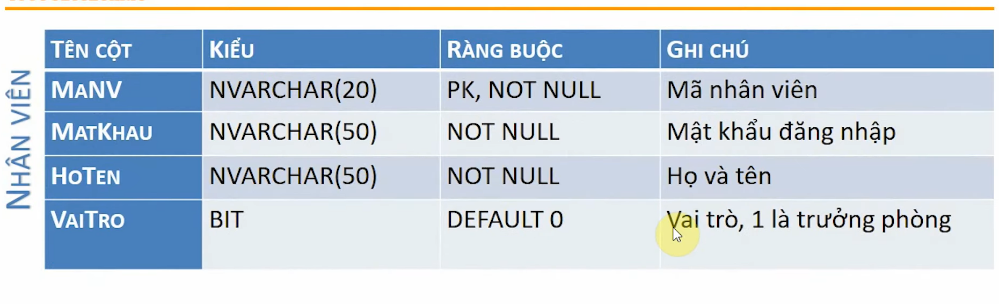 TÊN CỘT KIỂU RÀNG BUỘC GHI CHÚ
MANV NVARCHAR(20) PK, NOT NULL Mã nhân viên
MATKHAU NVARCHAR(50) NOT NULL Mật khẩu đăng nhập
HOTEN NVARCHAR(50) NOT NULL Họ và tên
VAITRO BIT DEFAULT 0 Vai trò, 1 là trưởng phòng
NHÂN VIÊN